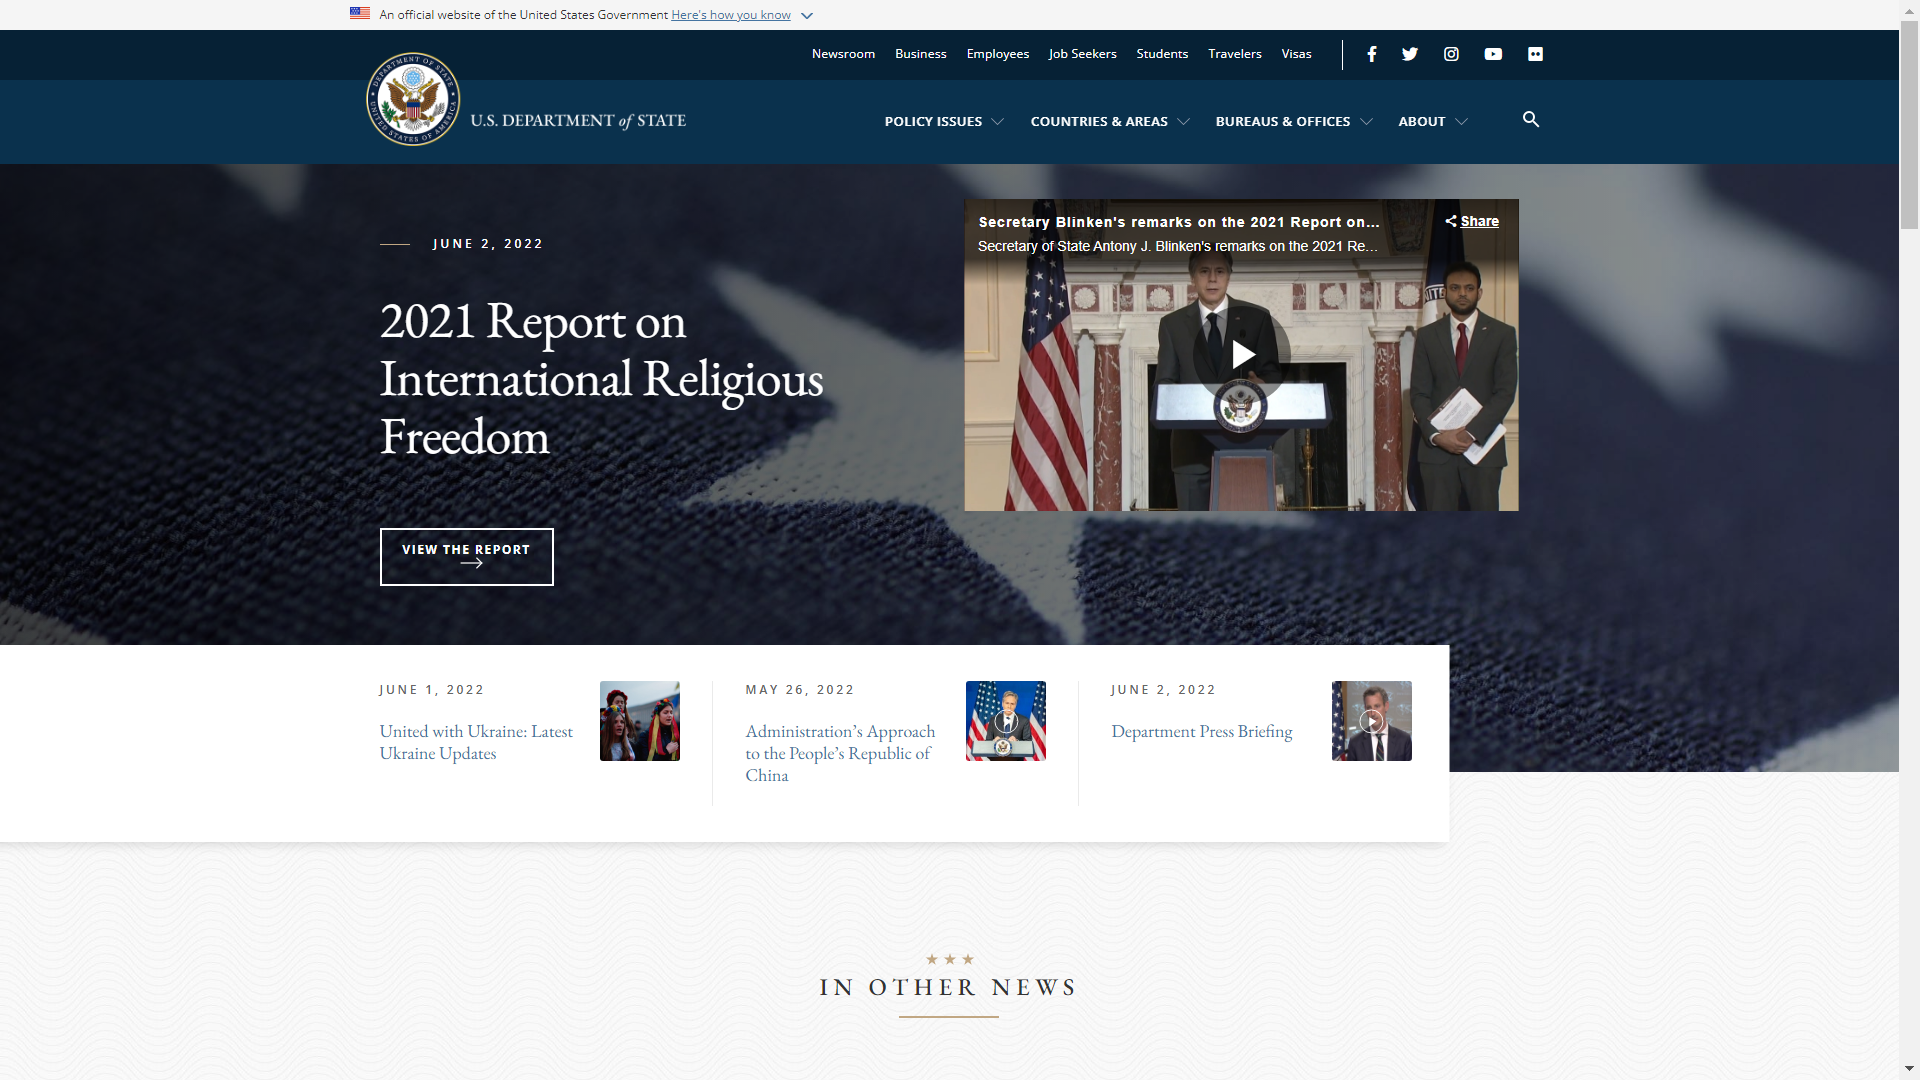 An official website of the United States Government Here's how you know
Newsroom Business Employees Job Seekers Students Travelers Visas
U.S. DEPARTMENT of STATE
POLICY ISSUES COUNTRIES & AREAS BUREAUS & OFFICES ABOUT
JUNE 2, 2022
2021 Report on
International Religious
Freedom
VIEW THE REPORT
Secretary Blinken's remarks on the 2021 Report on...
Share
Secretary of State Antony J. Blinken's remarks on the 2021 Re...
JUNE 1, 2022
United with Ukraine: Latest
Ukraine Updates
MAY 26, 2022
Administration’s Approach
to the People’s Republic of
China
JUNE 2, 2022
Department Press Briefing
IN OTHER NEWS
DEPARTMENT OF STATE
UNITED STATES OF AMERICA